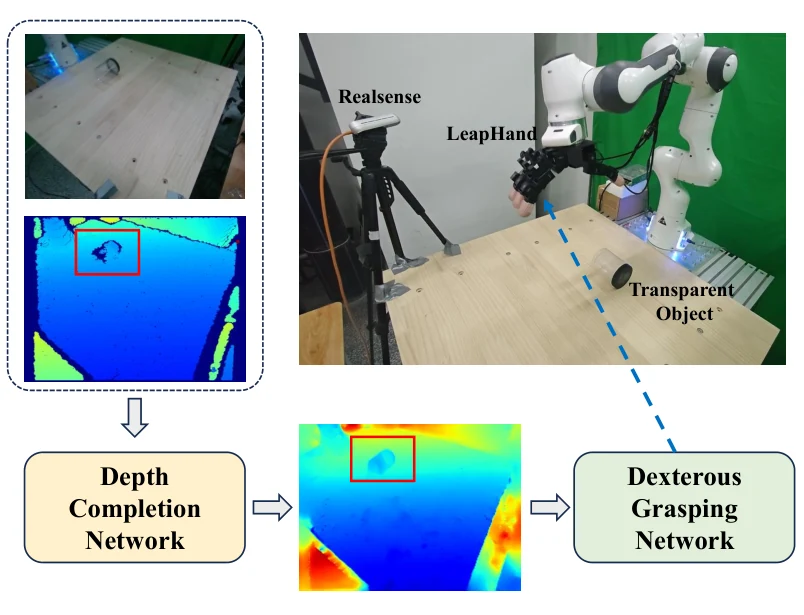 Realsense
LeapHand
Transparent
Object
Depth
Completion
Network
Dexterous
Grasping
Network